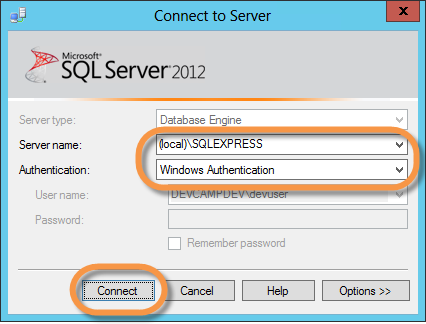 Connect to Server
x
Microsoft
SQL Server 2012
Server type: Database Engine
Server name: (local)\SQLEXPRESS
Authentication: Windows Authentication
User name: DEVCAMPDEV\devuser
Password:
Remember password
Connect Cancel Help Options >>